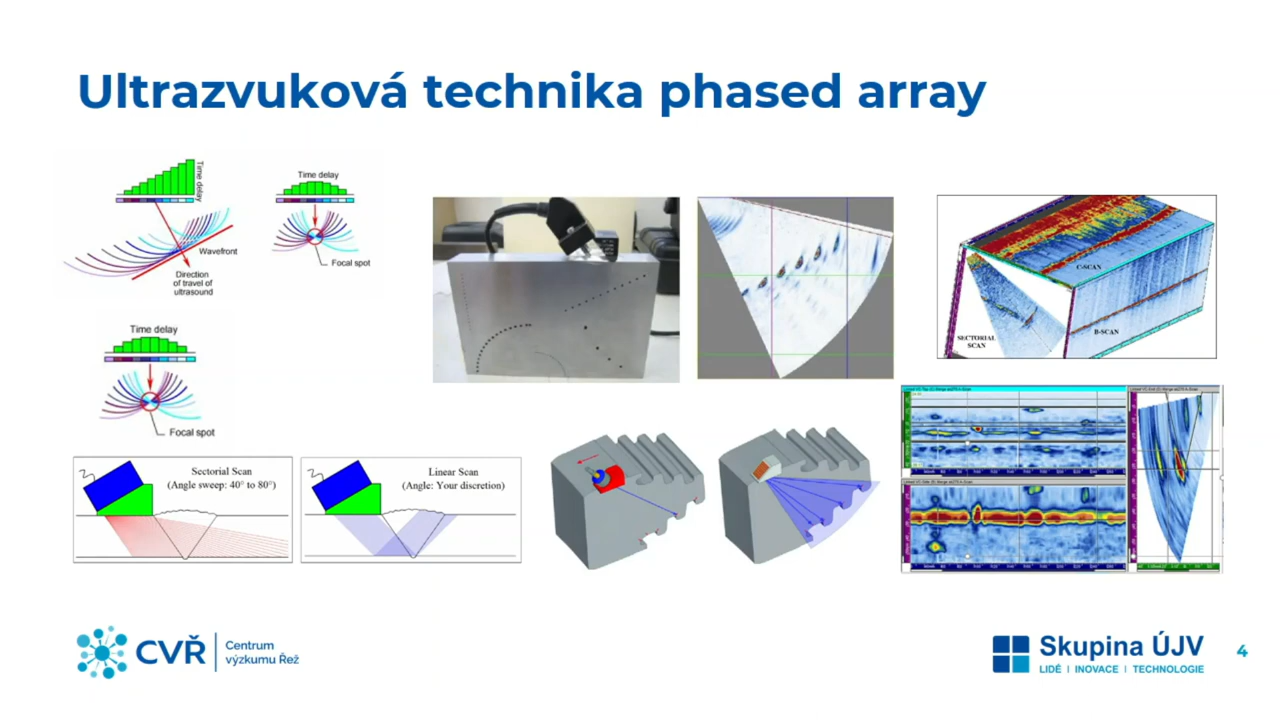 Ultrazvuková technika phased array
Time delay
Wavefront
Direction
of travel of
ultrasound
Time delay
Focal spot
Time delay
Focal spot
Sectorial Scan
(Angle sweep: 40° to 80°)
Linear Scan
(Angle: Your discretion)
C-SCAN
B-SCAN
SECTORIAL
SCAN
CVŘ
Centrum
výzkumu Řež
Skupina ÚJV
LIDÉ | INOVACE | TECHNOLOGIE
4